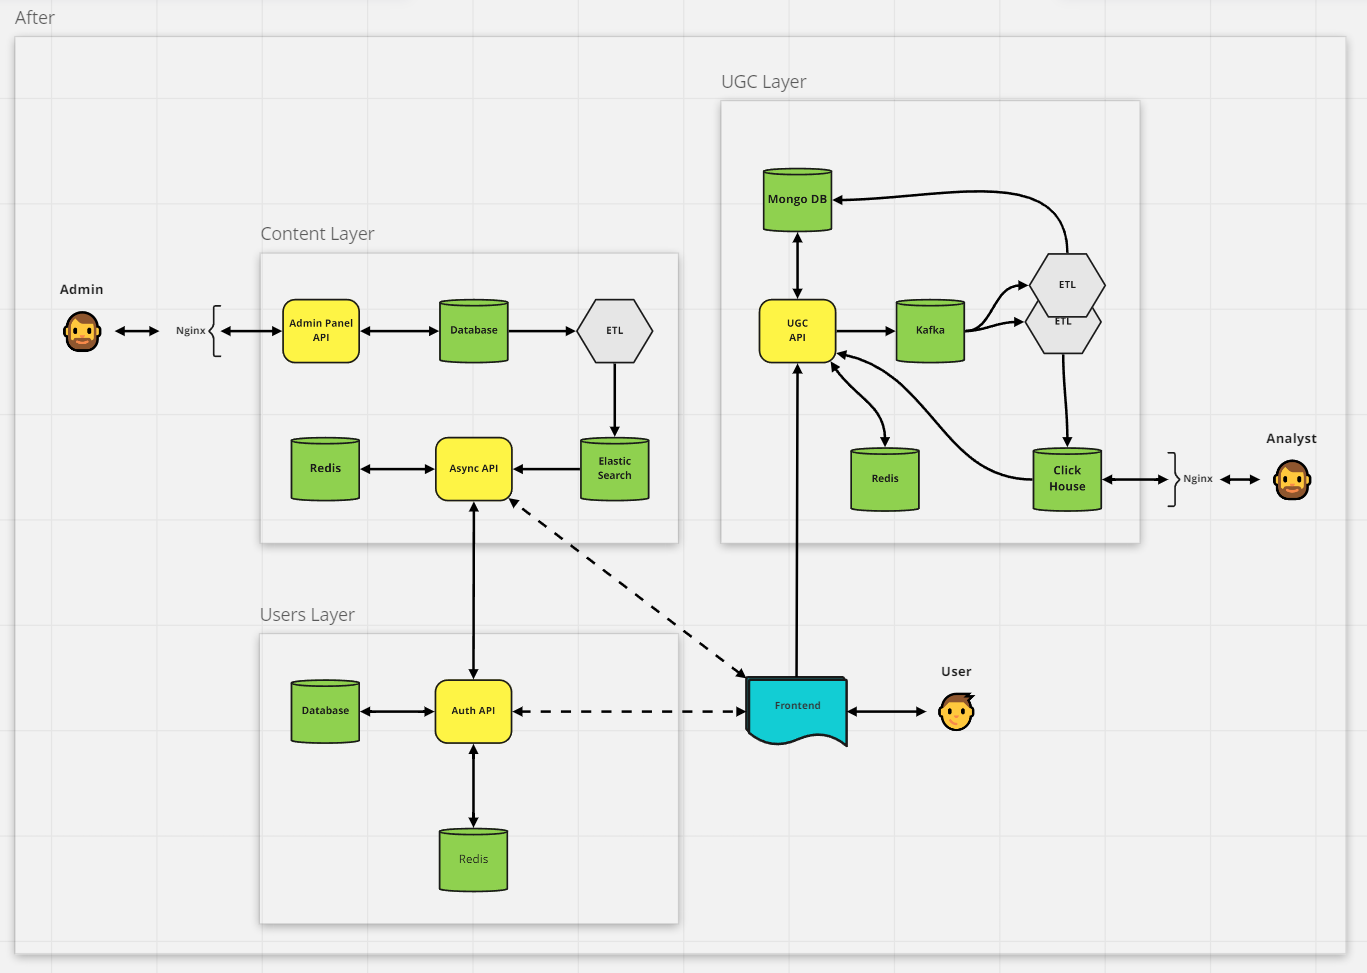 After
UGC Layer
Mongo DB
Content Layer
Admin
ETL
Nginx
Admin Panel
API
Database
ETL
UGC
API
Kafka
ETL
Redis
Async API
Elastic
Search
Redis
Click
House
Nginx
Analyst
Users Layer
User
Database
Auth API
Frontend
Redis